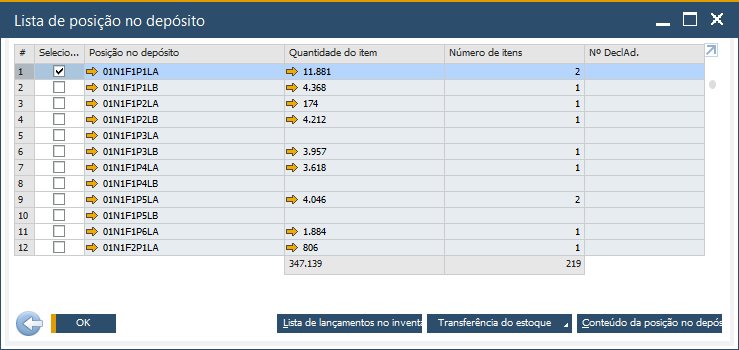 Lista de posição no depósito
# Selecio... Posição no depósito Quantidade do item Número de itens Nº DeclAd.
1 01N1F1P1LA 11.881 2
2 01N1F1P1LB 4.368 1
3 01N1F1P2LA 174 1
4 01N1F1P2LB 4.212 1
5 01N1F1P3LA
6 01N1F1P3LB 3.957 1
7 01N1F1P4LA 3.618 1
8 01N1F1P4LB
9 01N1F1P5LA 4.046 2
10 01N1F1P5LB
11 01N1F1P6LA 1.884 1
12 01N1F2P1LA 806 1
347.139 219
OK Lista de lançamentos no inventa Transferência do estoque Conteúdo da posição no depós